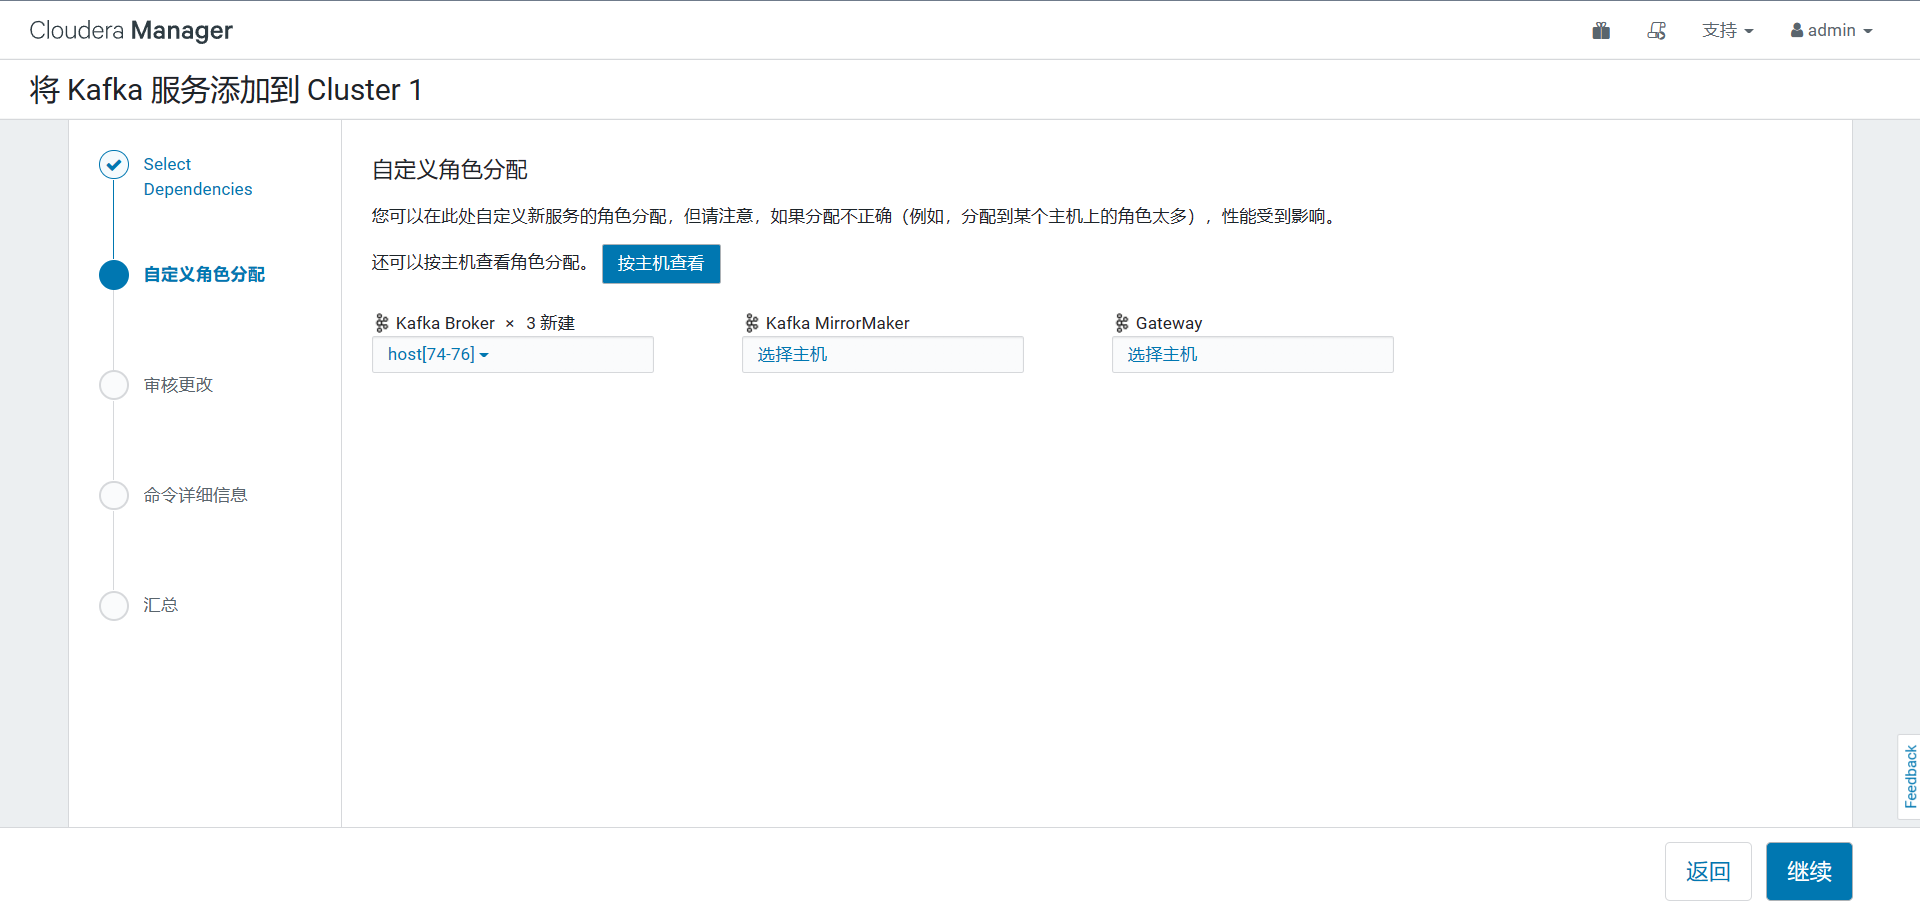 Cloudera Manager
支持
admin
将 Kafka 服务添加到 Cluster 1
Select
Dependencies
自定义角色分配
审核更改
命令详细信息
汇总
自定义角色分配
您可以在此处自定义新服务的角色分配，但请注意，如果分配不正确（例如，分配到某个主机上的角色太多），性能受到影响。
还可以按主机查看角色分配。 按主机查看
Kafka Broker × 3 新建
host[74-76]
Kafka MirrorMaker
选择主机
Gateway
选择主机
Feedback
返回
继续